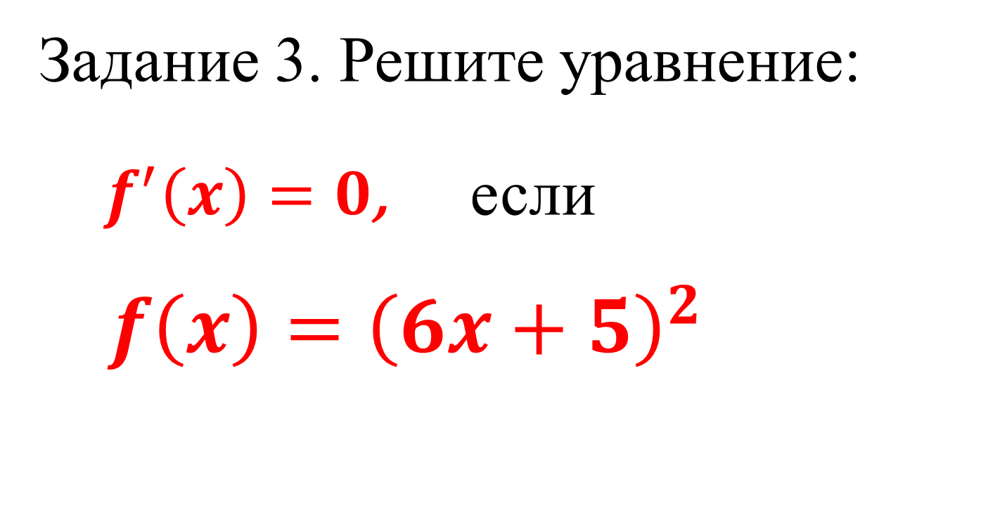 Задание 3. Решите уравнение:
f′(x) = 0, если
f(x) = (6x + 5)²